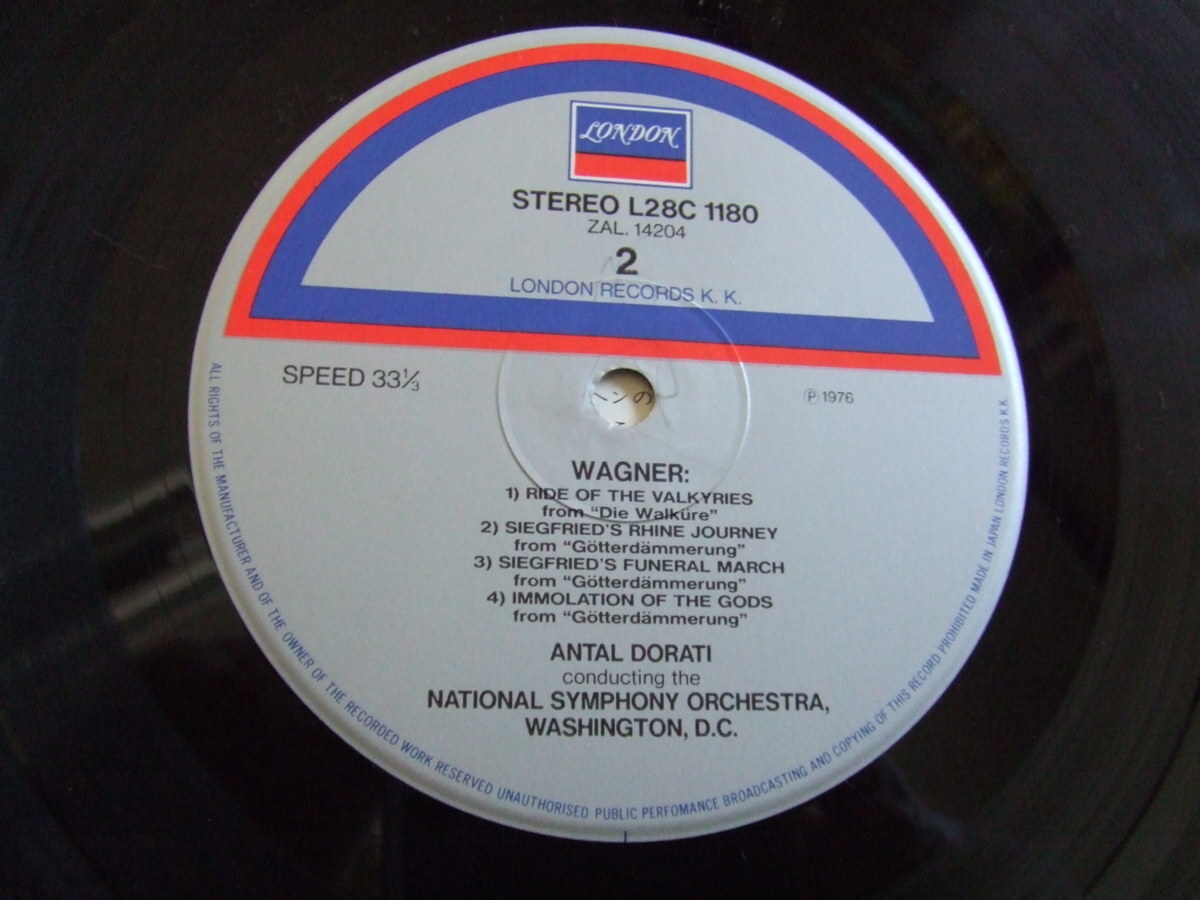 LONDON
STEREO L28C 1180
ZAL. 14204
2
LONDON RECORDS K. K.
SPEED 33⅓
Ⓟ 1976
WAGNER:
1) RIDE OF THE VALKYRIES
from “Die Walküre”
2) SIEGFRIED'S RHINE JOURNEY
from “Götterdämmerung”
3) SIEGFRIED'S FUNERAL MARCH
from “Götterdämmerung”
4) IMMOLATION OF THE GODS
from “Götterdämmerung”
ANTAL DORATI
conducting the
NATIONAL SYMPHONY ORCHESTRA,
WASHINGTON, D.C.
ALL RIGHTS OF THE MANUFACTURER AND OF THE OWNER OF THE RECORDED WORK RESERVED UNAUTHORISED PUBLIC PERFOMANCE BROADCASTING AND COPYING OF THIS RECORD PROHIBITED MADE IN JAPAN LONDON RECORDS K.K.